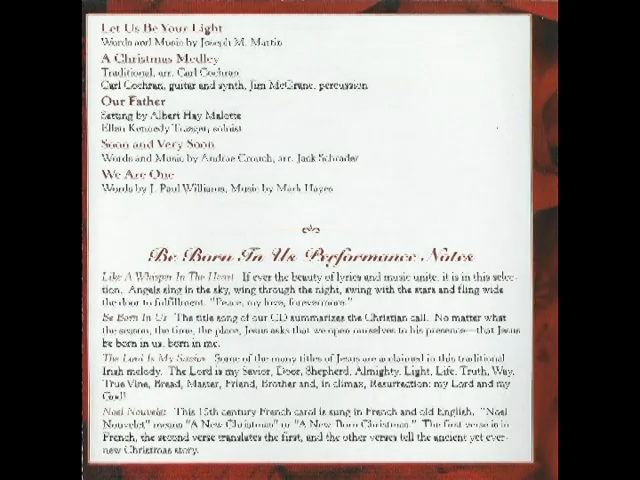 Let Us Be Your Light
Words and Music by Joseph M. Martin
A Christmas Medley
Traditional, arr. Carl Cochran
Carl Cochran, guitar and synth, Jim McGrane, percussion
Our Father
Setting by Albert Hay Malotte
Ellen Kennedy Traeger, soloist
Soon and Very Soon
Words and Music by Andrae Crouch, arr. Jack Schrader
We Are One
Words by J. Paul Williams, Music by Mark Hayes
Be Born In Us Performance Notes
Like A Whisper In The Heart  If ever the beauty of lyrics and music unite, it is in this selec-
tion.  Angels sing in the sky, wing through the night, swing with the stars and fling wide
the door to fulfillment.  "Peace, my love, forevermore."
Be Born In Us  The title song of our CD summarizes the Christian call.  No matter what
the season, the time, the place, Jesus asks that we open ourselves to his presence—that Jesus
be born in us, born in me.
The Lord Is My Savior  Some of the many titles of Jesus are acclaimed in this traditional
Irish melody.  The Lord is my Savior, Door, Shepherd, Almighty, Light, Life, Truth, Way,
True Vine, Bread, Master, Friend, Brother and, in climax, Resurrection: my Lord and my
God!
Noel Nouvelet  This 15th century French carol is sung in French and old English.  "Noel
Nouvelet" means "A New Christmas" or "A New Born Christmas."  The first verse is in
French, the second verse translates the first, and the other verses tell the ancient yet ever-
new Christmas story.